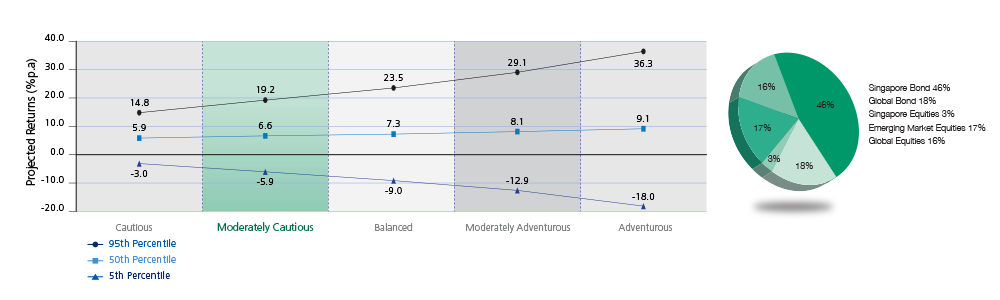 Projected Returns (%p.a)
40.0
30.0
20.0
10.0
0.0
-10.0
-20.0
14.8
19.2
23.5
29.1
36.3
5.9
6.6
7.3
8.1
9.1
-3.0
-5.9
-9.0
-12.9
-18.0
Cautious
Moderately Cautious
Balanced
Moderately Adventurous
Adventurous
95th Percentile
50th Percentile
5th Percentile
16%
46%
17%
3%
18%
Singapore Bond 46%
Global Bond 18%
Singapore Equities 3%
Emerging Market Equities 17%
Global Equities 16%